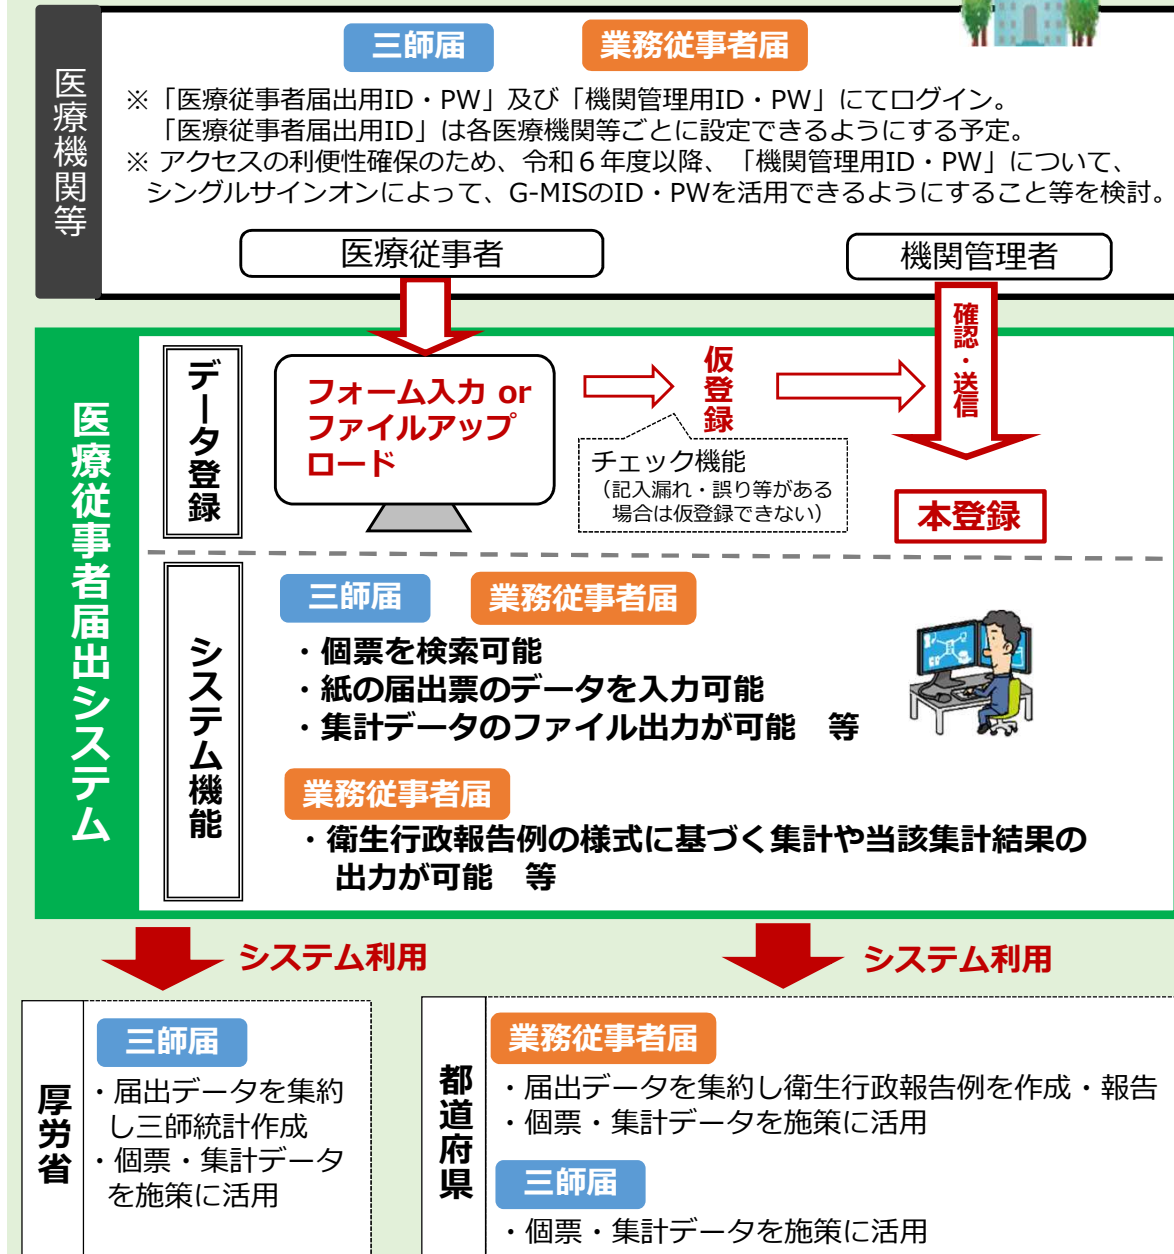 医療機関等
三師届
業務従事者届
※「医療従事者届出用ID・PW」及び「機関管理用ID・PW」にてログイン。
「医療従事者届出用ID」は各医療機関等ごとに設定できるようにする予定。
※ アクセスの利便性確保のため、令和６年度以降、「機関管理用ID・PW」について、
シングルサインオンによって、G-MISのID・PWを活用できるようにすること等を検討。
医療従事者
機関管理者
医療従事者届出システム
データ登録
フォーム入力 or
ファイルアップ
ロード
仮登録
チェック機能
（記入漏れ・誤り等がある
場合は仮登録できない）
確認・送信
本登録
システム機能
三師届
業務従事者届
・個票を検索可能
・紙の届出票のデータを入力可能
・集計データのファイル出力が可能　等
業務従事者届
・衛生行政報告例の様式に基づく集計や当該集計結果の
出力が可能　等
システム利用
システム利用
厚労省
三師届
・届出データを集約
し三師統計作成
・個票・集計データ
を施策に活用
都道府県
業務従事者届
・届出データを集約し衛生行政報告例を作成・報告
・個票・集計データを施策に活用
三師届
・個票・集計データを施策に活用